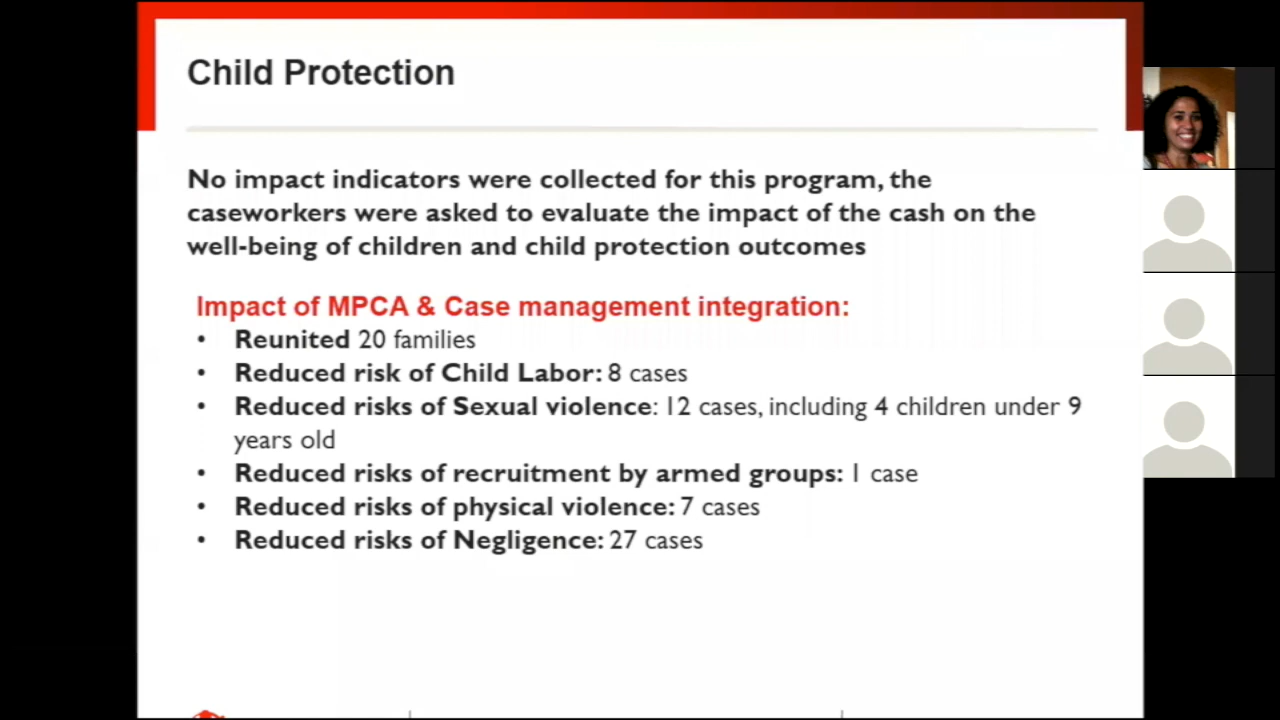 Child Protection
No impact indicators were collected for this program, the
caseworkers were asked to evaluate the impact of the cash on the
well-being of children and child protection outcomes
Impact of MPCA & Case management integration:
• Reunited 20 families
• Reduced risk of Child Labor: 8 cases
• Reduced risks of Sexual violence: 12 cases, including 4 children under 9
years old
• Reduced risks of recruitment by armed groups: 1 case
• Reduced risks of physical violence: 7 cases
• Reduced risks of Negligence: 27 cases